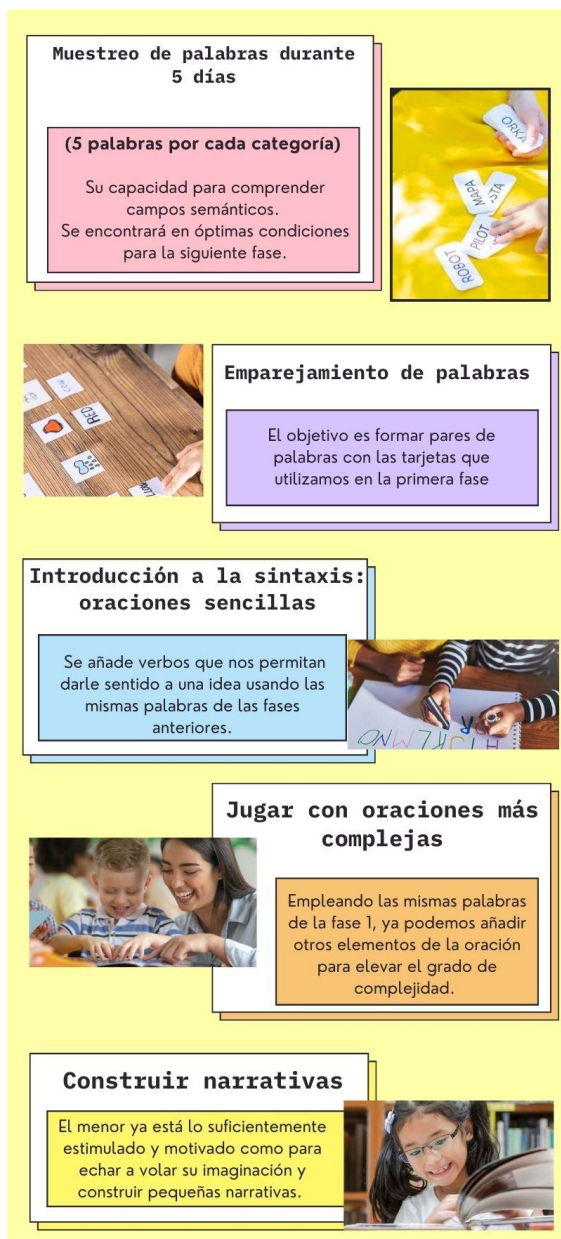 Muestreo de palabras durante
5 días
(5 palabras por cada categoría)
Su capacidad para comprender
campos semánticos.
Se encontrará en óptimas condiciones
para la siguiente fase.
ORKA
MAPA
PILOT
ROBOT
Emparejamiento de palabras
El objetivo es formar pares de
palabras con las tarjetas que
utilizamos en la primera fase
COW
RED
Introducción a la sintaxis:
oraciones sencillas
Se añade verbos que nos permitan
darle sentido a una idea usando las
mismas palabras de las fases
anteriores.
Jugar con oraciones más
complejas
Empleando las mismas palabras
de la fase 1, ya podemos añadir
otros elementos de la oración
para elevar el grado de
complejidad.
Construir narrativas
El menor ya está lo suficientemente
estimulado y motivado como para
echar a volar su imaginación y
construir pequeñas narrativas.